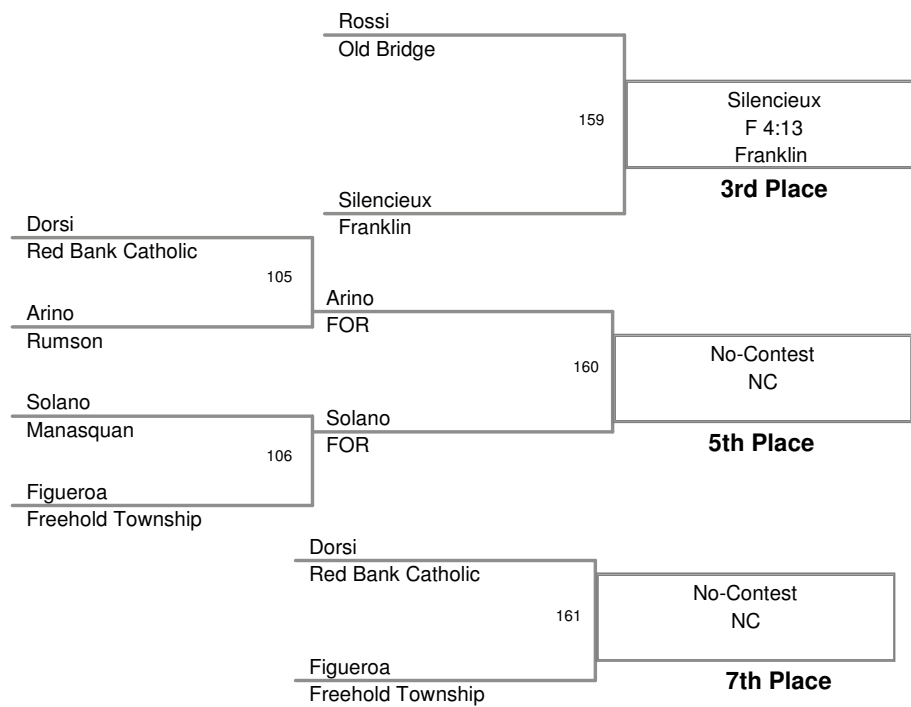 Rossi
Old Bridge
159
Silencieux
F 4:13
Franklin
3rd Place
Silencieux
Franklin
Dorsi
Red Bank Catholic
105
Arino
Rumson
Arino
FOR
160
No-Contest
NC
5th Place
Solano
Manasquan
106
Solano
FOR
Figueroa
Freehold Township
Dorsi
Red Bank Catholic
161
No-Contest
NC
7th Place
Figueroa
Freehold Township